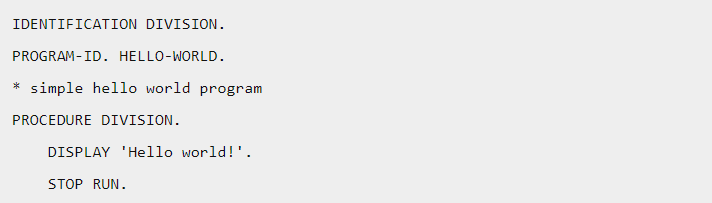 IDENTIFICATION DIVISION.
PROGRAM-ID. HELLO-WORLD.
* simple hello world program
PROCEDURE DIVISION.
    DISPLAY 'Hello world!'.
    STOP RUN.